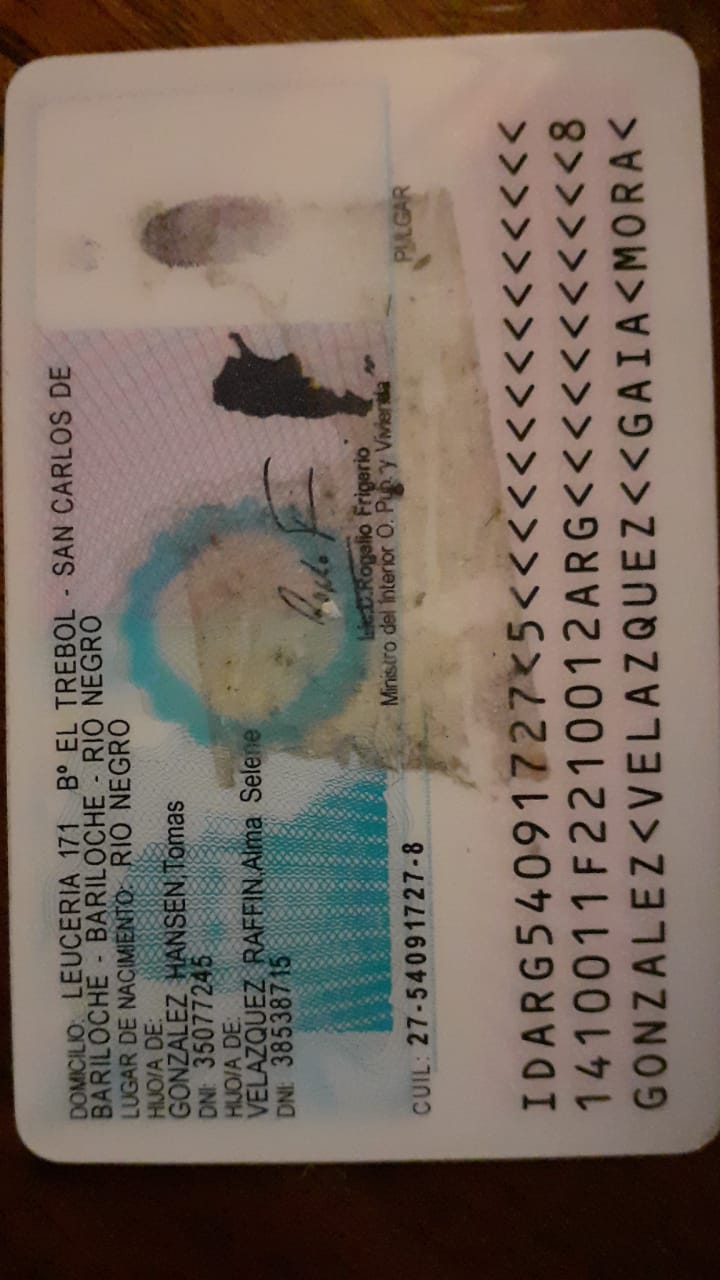 DOMICILIO: LEUCERIA 171 Bº EL TREBOL - SAN CARLOS DE
BARILOCHE - BARILOCHE - RIO NEGRO
LUGAR DE NACIMIENTO: RIO NEGRO
HIJO/A DE:
GONZALEZ HANSEN,Tomas
DNI: 35077245
HIJO/A DE:
VELAZQUEZ RAFFIN,Alma Selene
DNI: 38538715
Lic. Rogelio Frigerio
Ministro del Interior O. Pub. y Vivienda
PULGAR
CUIL: 27-54091727-8
IDARG54091727<5<<<<<<<<<<<<<<<
1410011F2210012ARG<<<<<<<<<<<8
GONZALEZ<VELAZQUEZ<<GAIA<MORA<